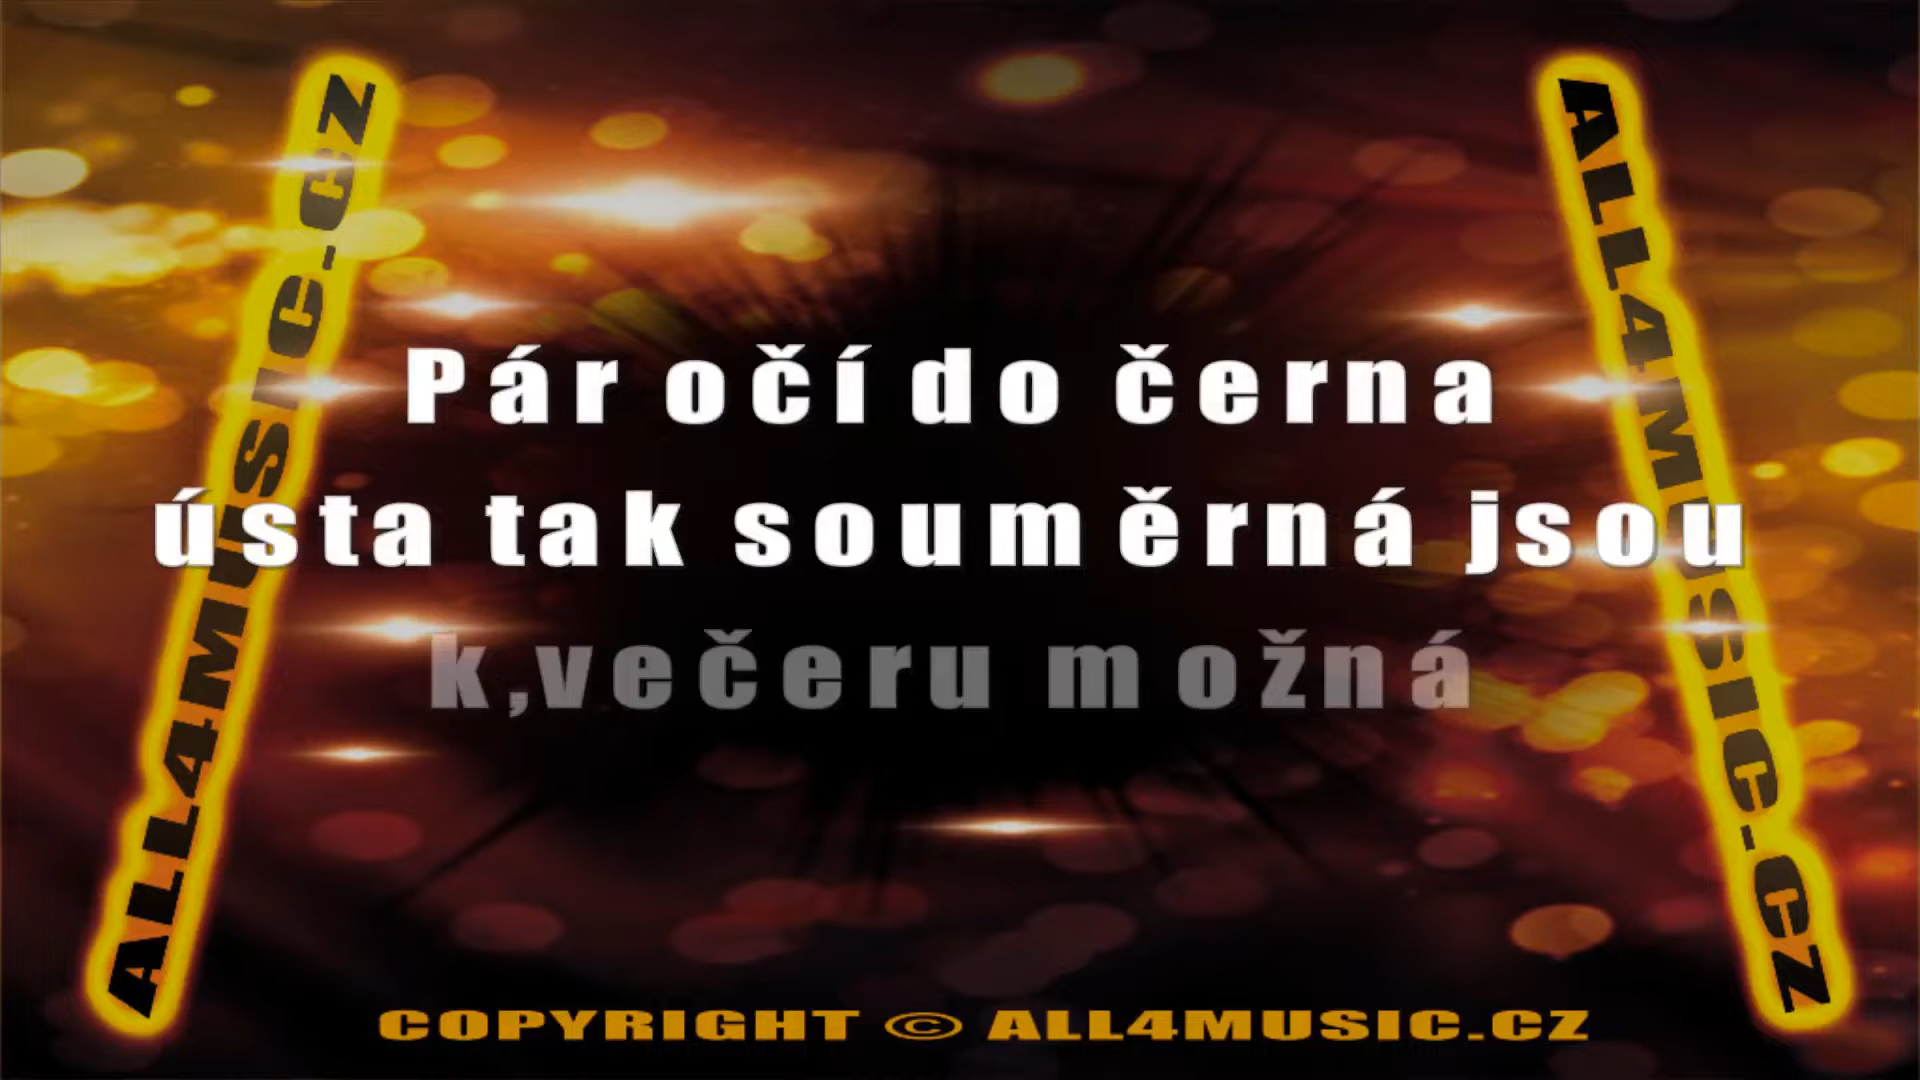 ALL4MUSIC.CZ
ALL4MUSIC.CZ
Pár očí do černa
ústa tak souměrná jsou
k,večeru možná
COPYRIGHT © ALL4MUSIC.CZ